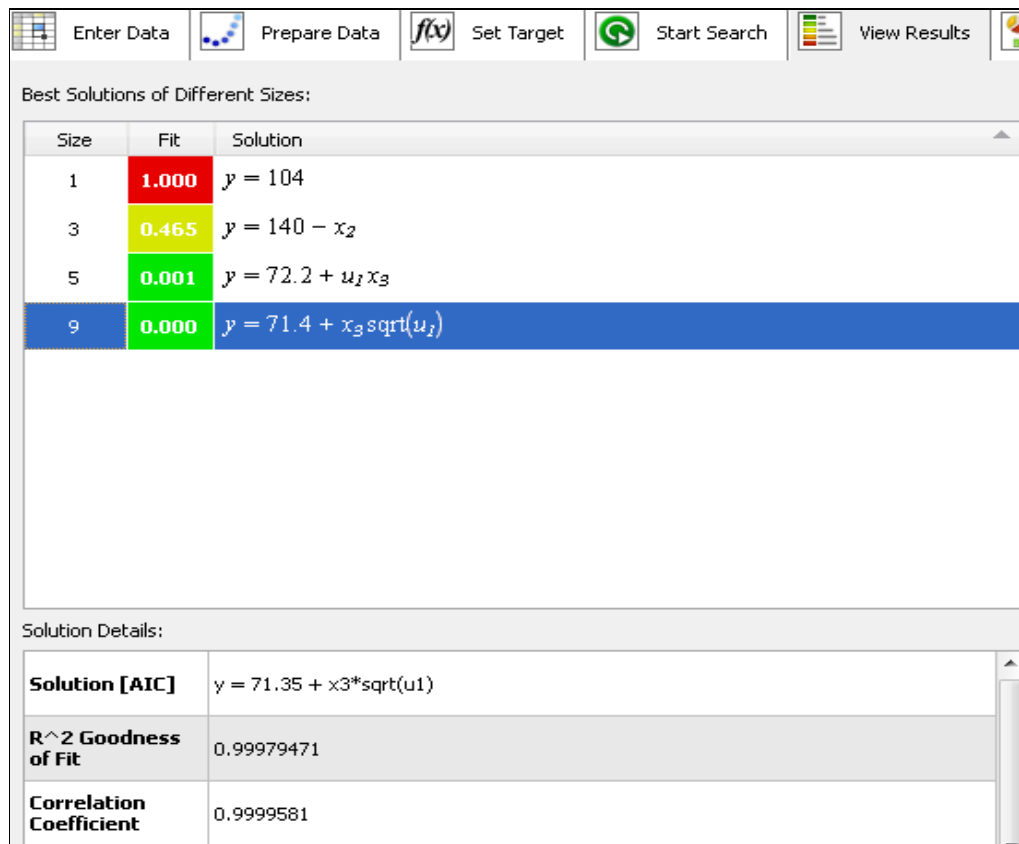 Enter Data Prepare Data f(x) Set Target Start Search View Results
Best Solutions of Different Sizes:
Size Fit Solution
1 1.000 y = 104
3 0.465 y = 140 − x₂
5 0.001 y = 72.2 + u₁x₃
9 0.000 y = 71.4 + x₃sqrt(u₁)
Solution Details:
Solution [AIC] y = 71.35 + x3*sqrt(u1)
R^2 Goodness
of Fit 0.99979471
Correlation
Coefficient 0.9999581